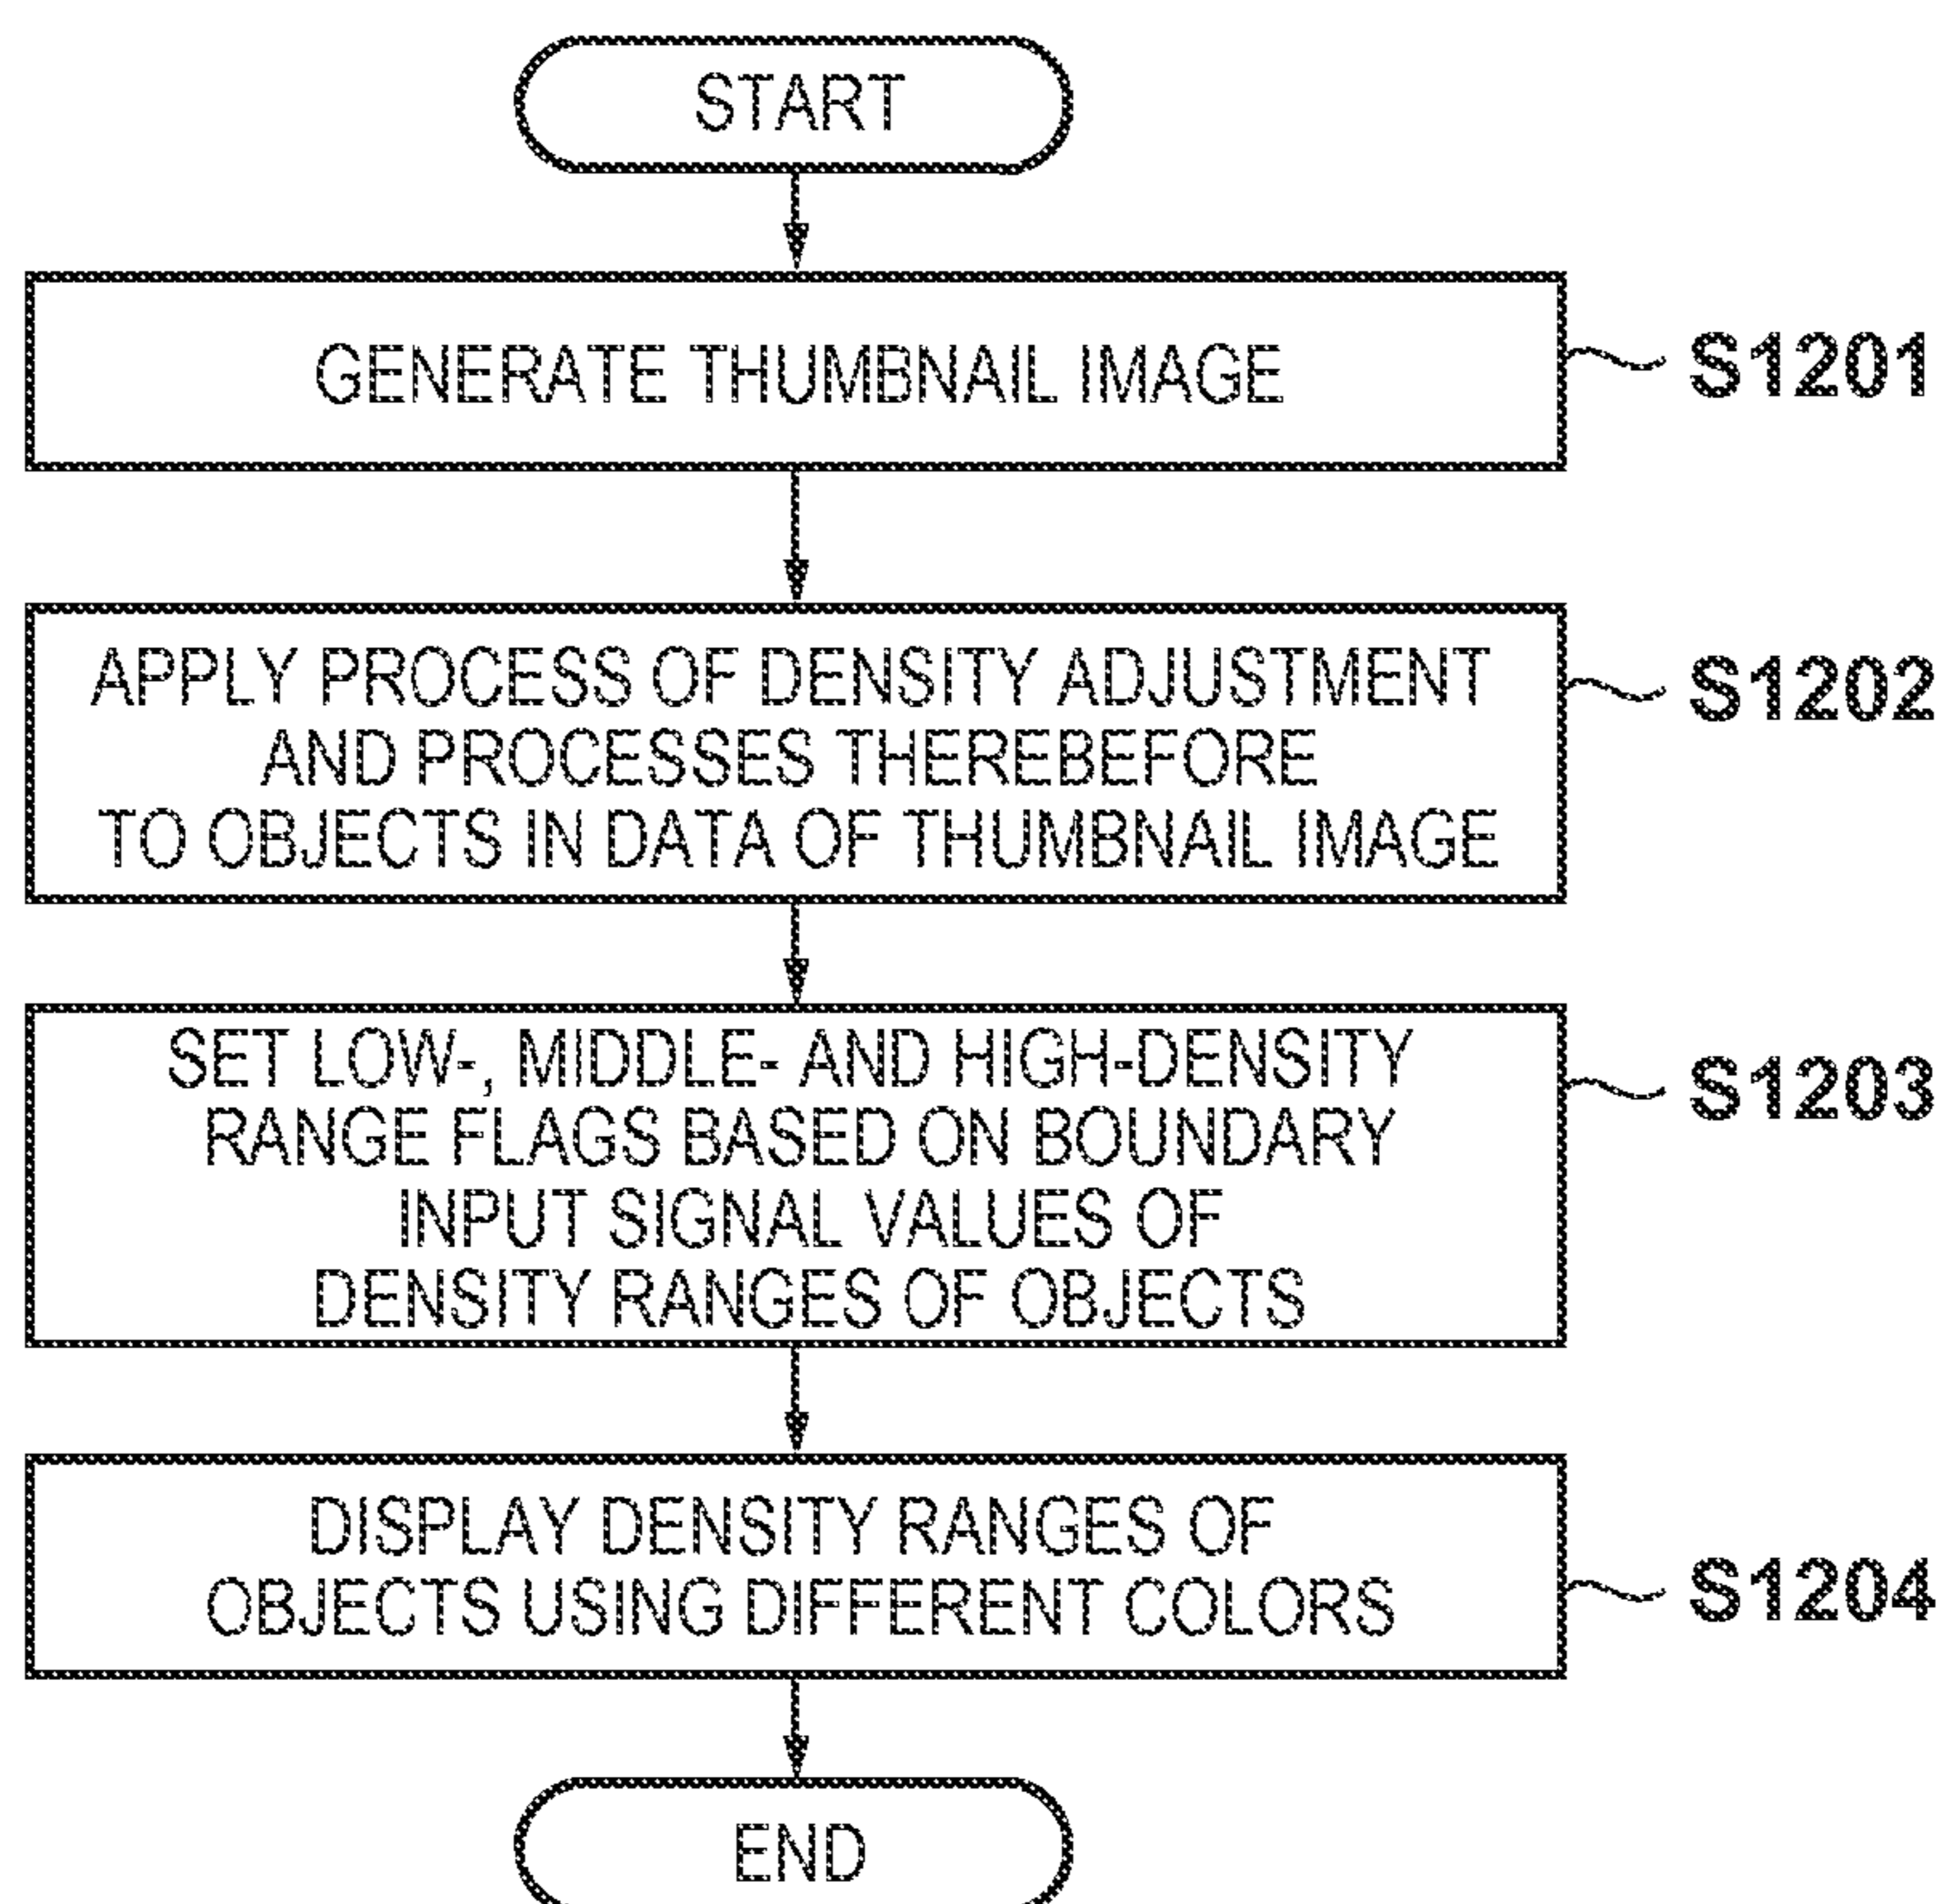 START
GENERATE THUMBNAIL IMAGE
S1201
APPLY PROCESS OF DENSITY ADJUSTMENT
AND PROCESSES THEREBEFORE
TO OBJECTS IN DATA OF THUMBNAIL IMAGE
S1202
SET LOW-, MIDDLE- AND HIGH-DENSITY
RANGE FLAGS BASED ON BOUNDARY
INPUT SIGNAL VALUES OF
DENSITY RANGES OF OBJECTS
S1203
DISPLAY DENSITY RANGES OF
OBJECTS USING DIFFERENT COLORS
S1204
END